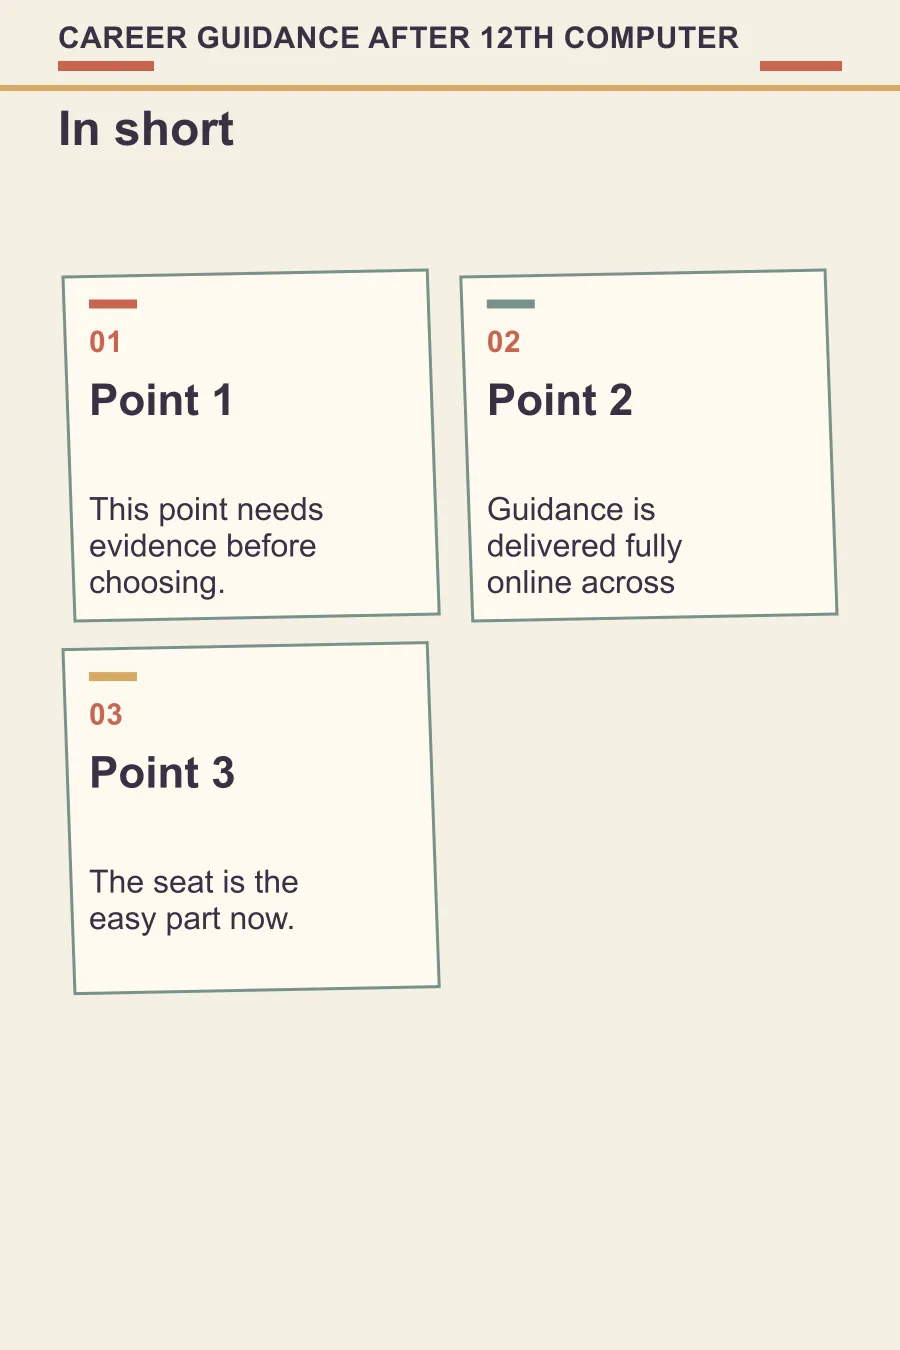 CAREER GUIDANCE AFTER 12TH COMPUTER
In short
01
Point 1
This point needs
evidence before
choosing.
02
Point 2
Guidance is
delivered fully
online across
03
Point 3
The seat is the
easy part now.